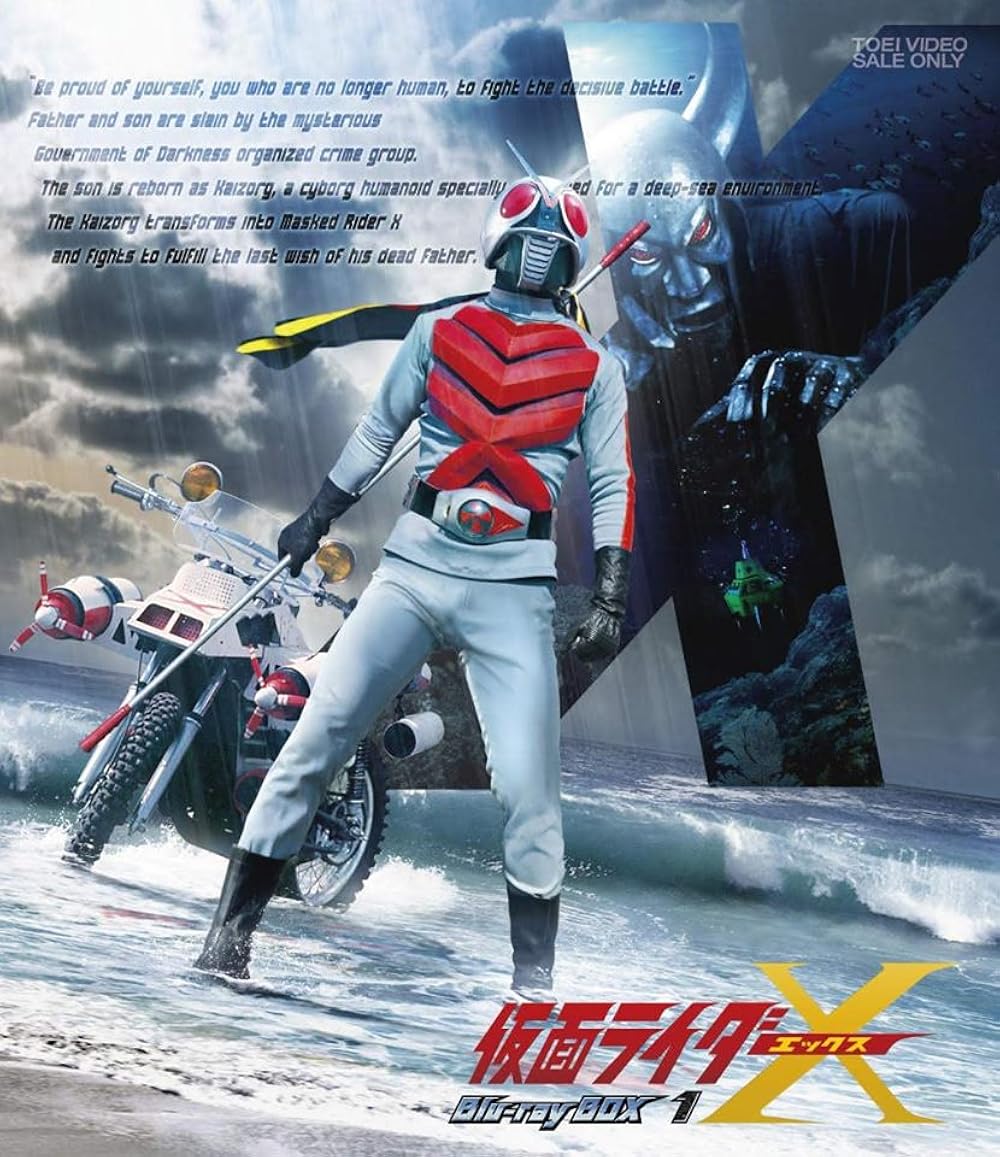 TOEI VIDEO
SALE ONLY
"Be proud of yourself, you who are no longer human, to fight the decisive battle."
Father and son are slain by the mysterious
Government of Darkness organized crime group.
The son is reborn as Kaizorg, a cyborg humanoid specially for a deep-sea environment.
The Kaizorg transforms into Masked Rider X
and fights to fulfill the last wish of his dead father.
仮面ライダーX
エックス
Blu-ray BOX 1